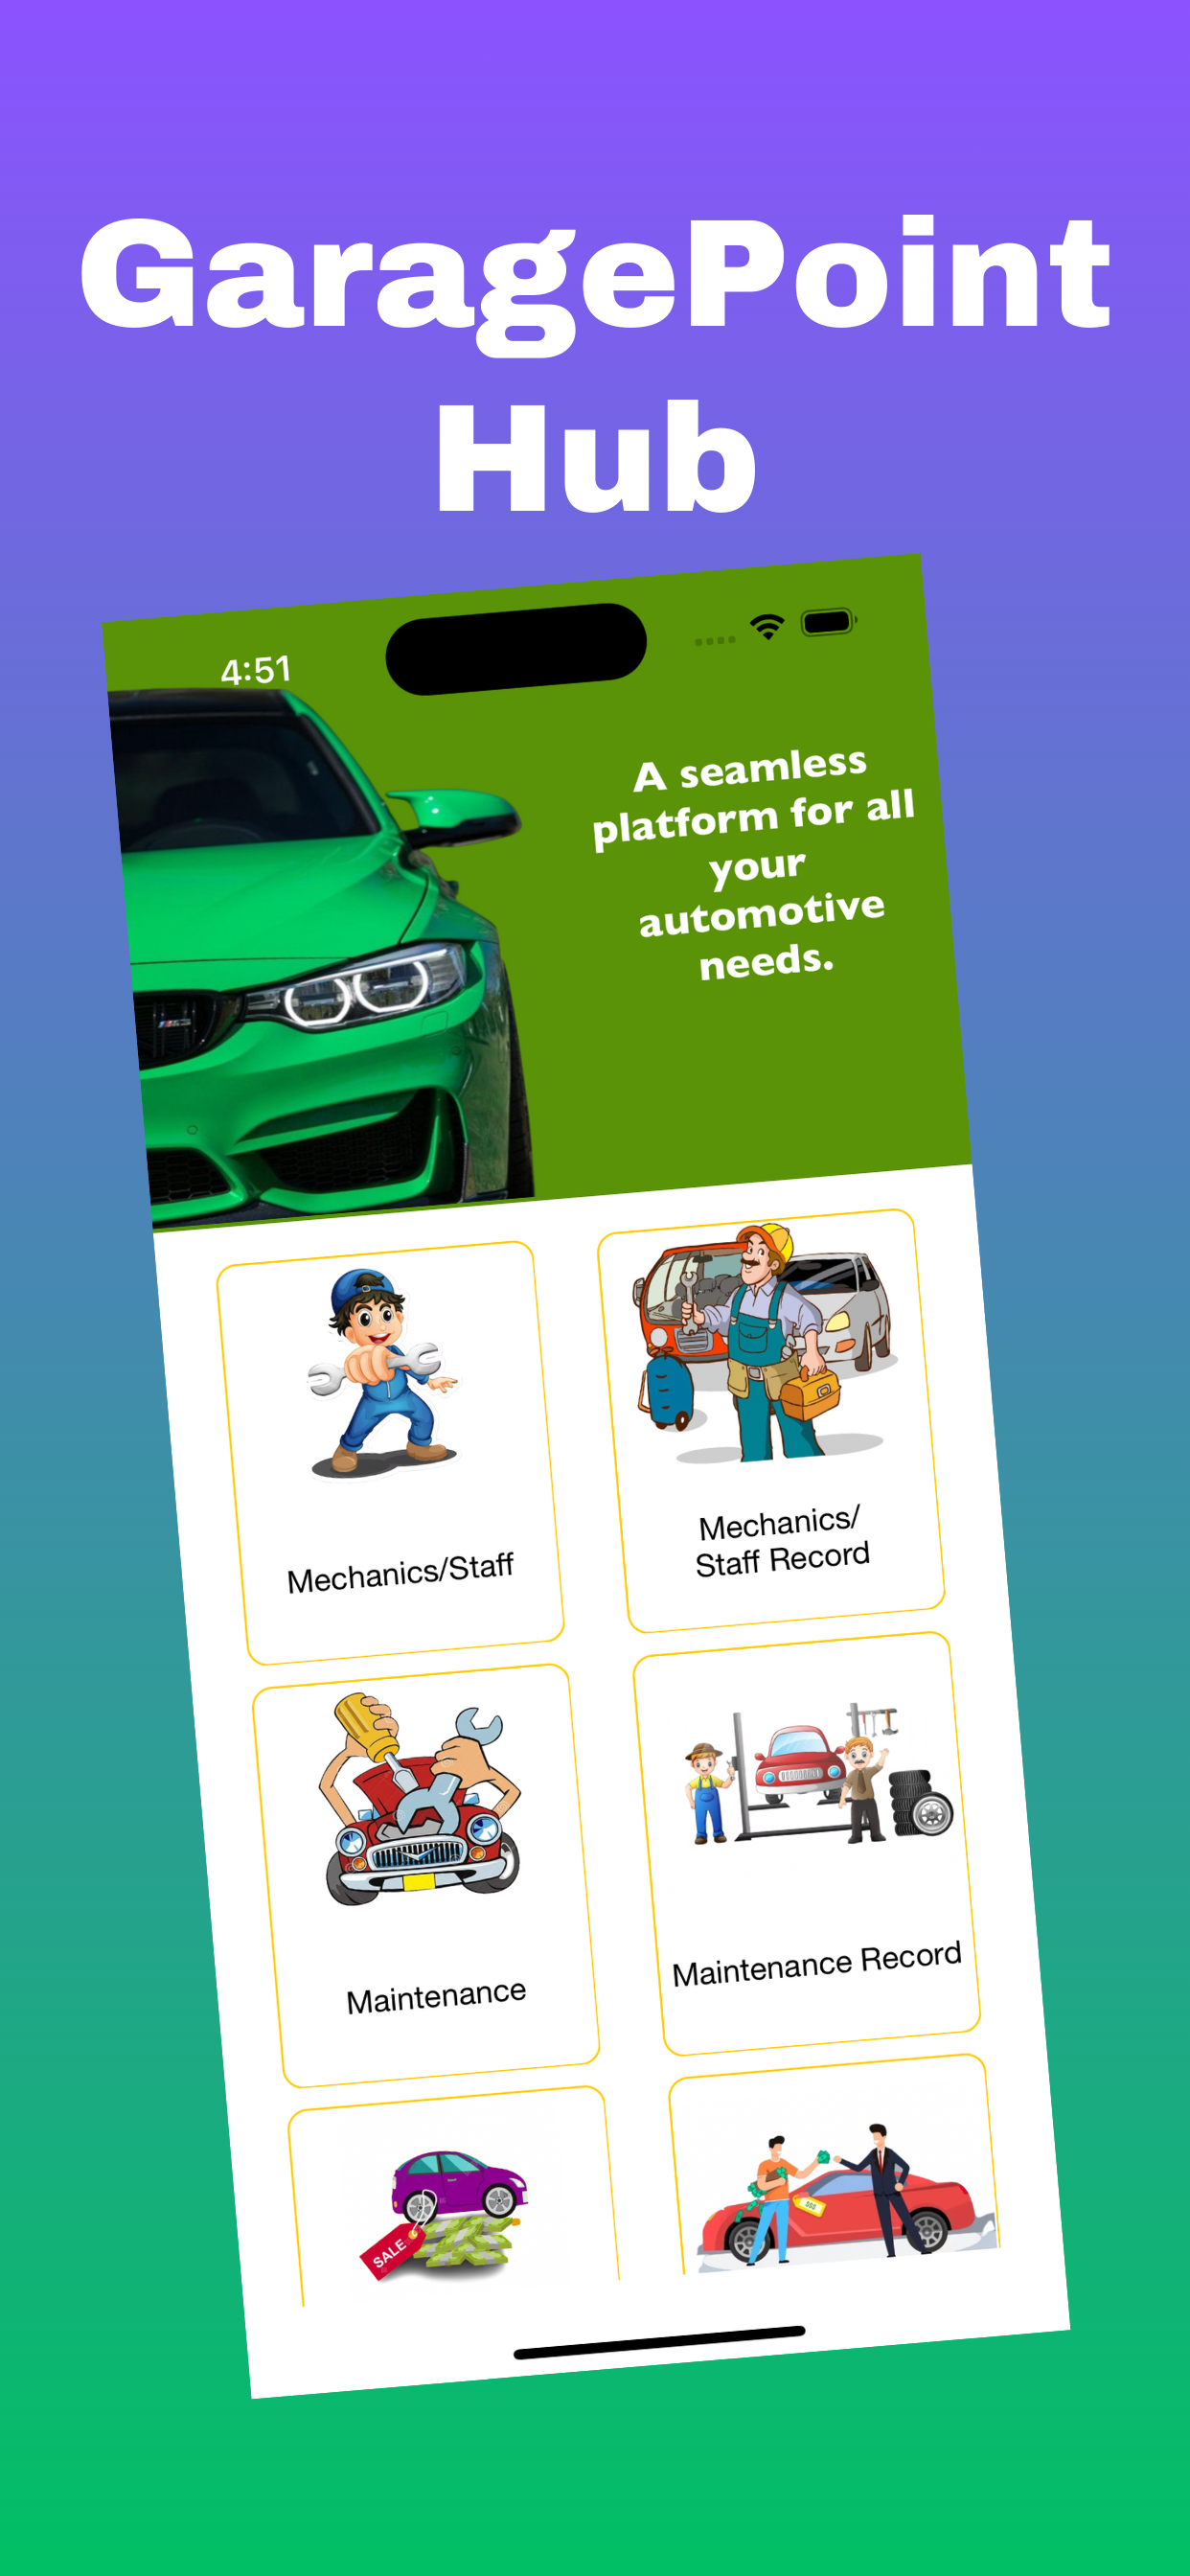 GaragePoint
Hub
4:51
A seamless
platform for all
your
automotive
needs.
Mechanics/Staff
Mechanics/
Staff Record
Maintenance
Maintenance Record
SALE